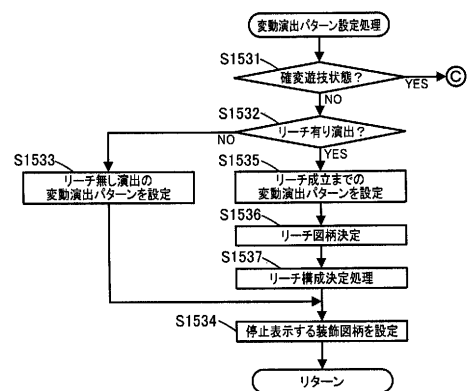 変動演出パターン設定処理
S1531
確変遊技状態？
YES
Ⓒ
NO
S1532
リーチ有り演出？
NO
YES
S1533
リーチ無し演出の
変動演出パターンを設定
S1535
リーチ成立までの
変動演出パターンを設定
S1536
リーチ図柄決定
S1537
リーチ構成決定処理
S1534
停止表示する装飾図柄を設定
リターン